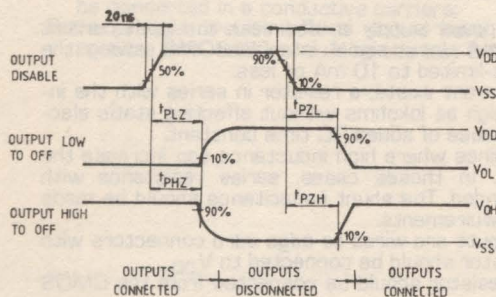 20ns
OUTPUT DISABLE
50%
90%
10%
VDD
VSS
tPLZ
tPZL
OUTPUT LOW TO OFF
10%
90%
VDD
VOL
tPHZ
tPZH
OUTPUT HIGH TO OFF
90%
10%
VOH
VSS
OUTPUTS CONNECTED
OUTPUTS DISCONNECTED
OUTPUTS CONNECTED